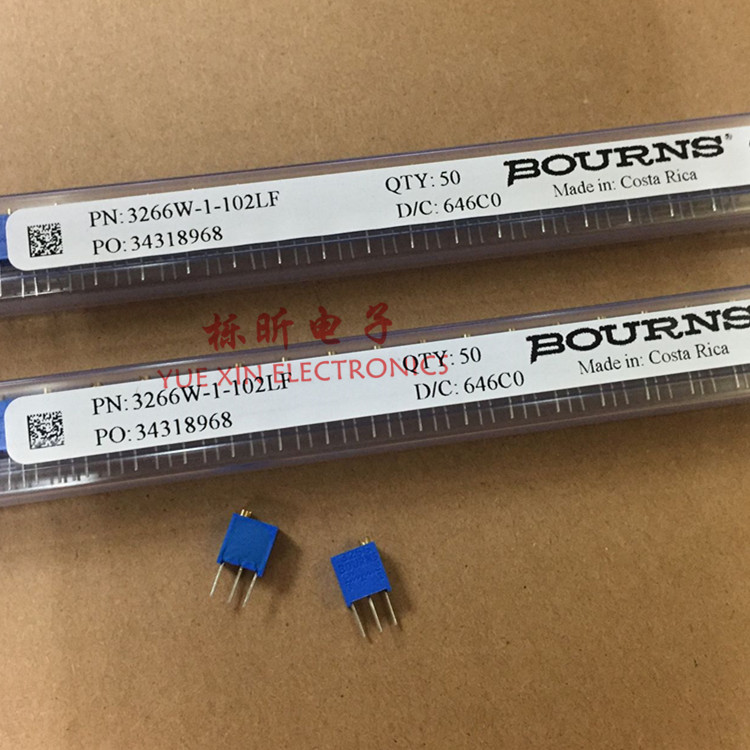 BOURNS®
PN: 3266W-1-102LF
QTY: 50
Made in: Costa Rica
PO: 34318968
D/C: 646C0
栎昕电子
YUE XIN ELECTRONICS
BOURNS
PN: 3266W-1-102LF
QTY: 50
Made in: Costa Rica
PO: 34318968
D/C: 646C0